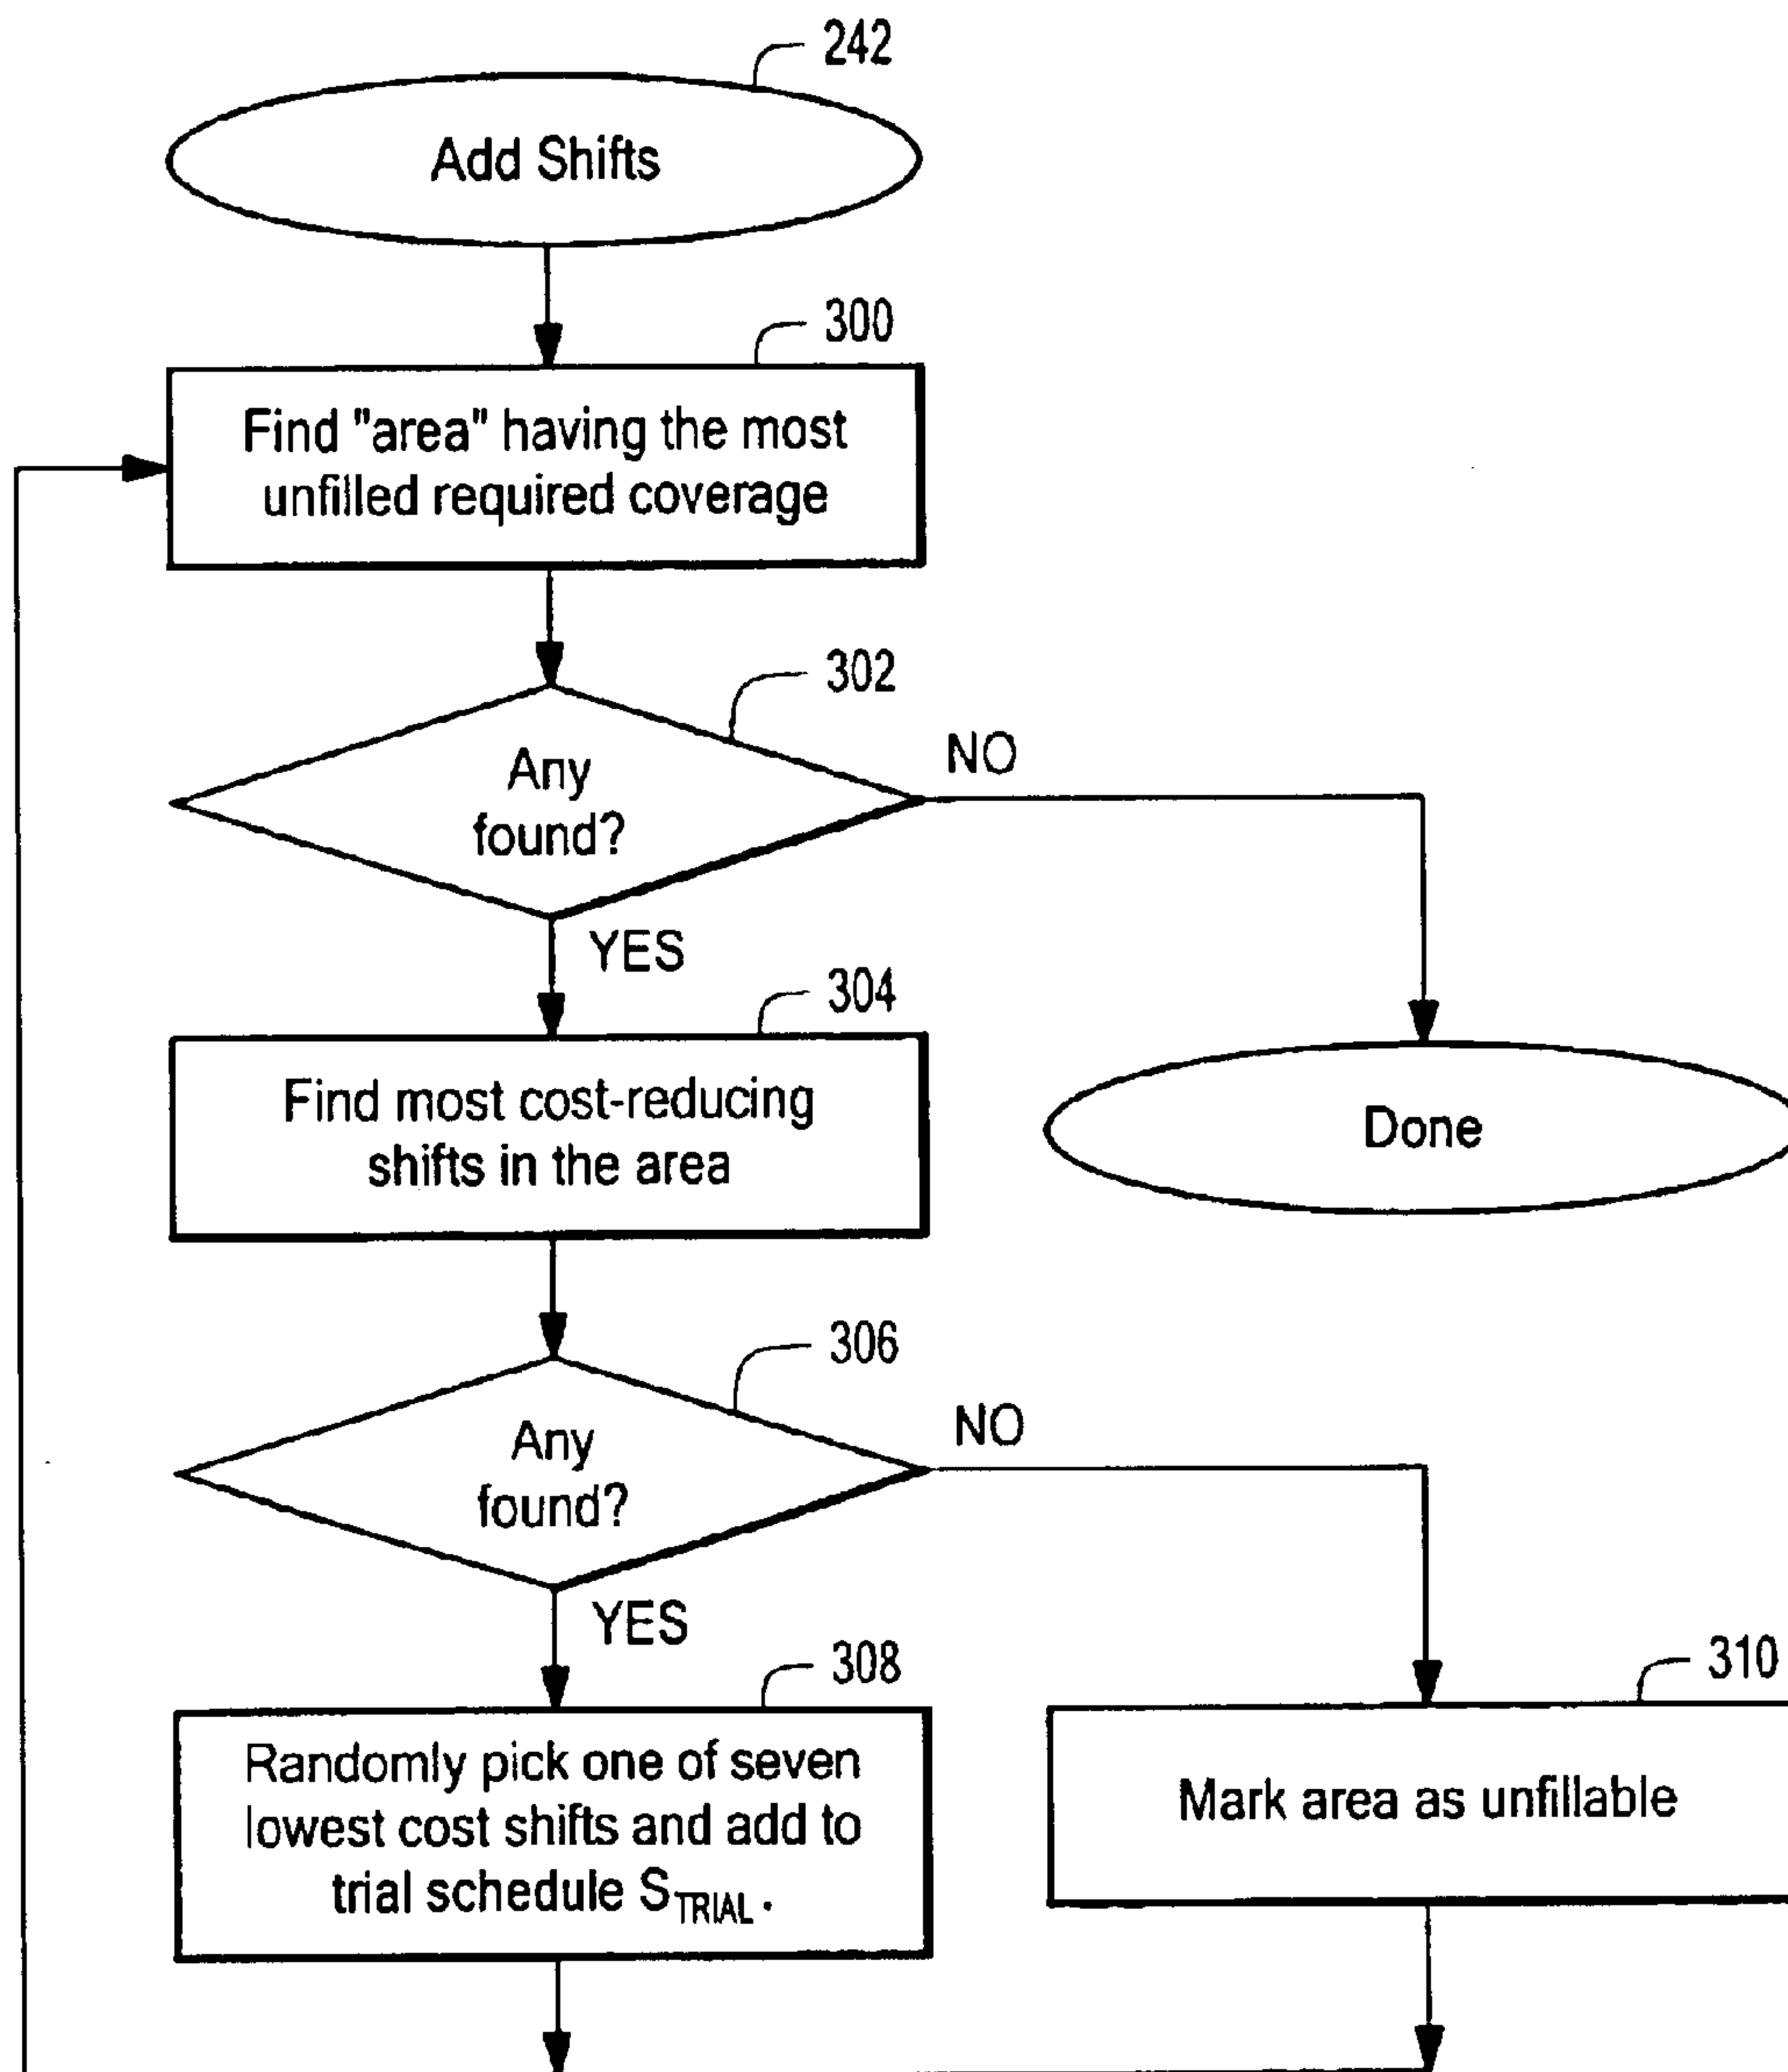 242
Add Shifts
300
Find "area" having the most
unfilled required coverage
302
Any
found?
NO
YES
304
Find most cost-reducing
shifts in the area
Done
306
Any
found?
NO
YES
308
Randomly pick one of seven
lowest cost shifts and add to
trial schedule STRIAL.
310
Mark area as unfillable